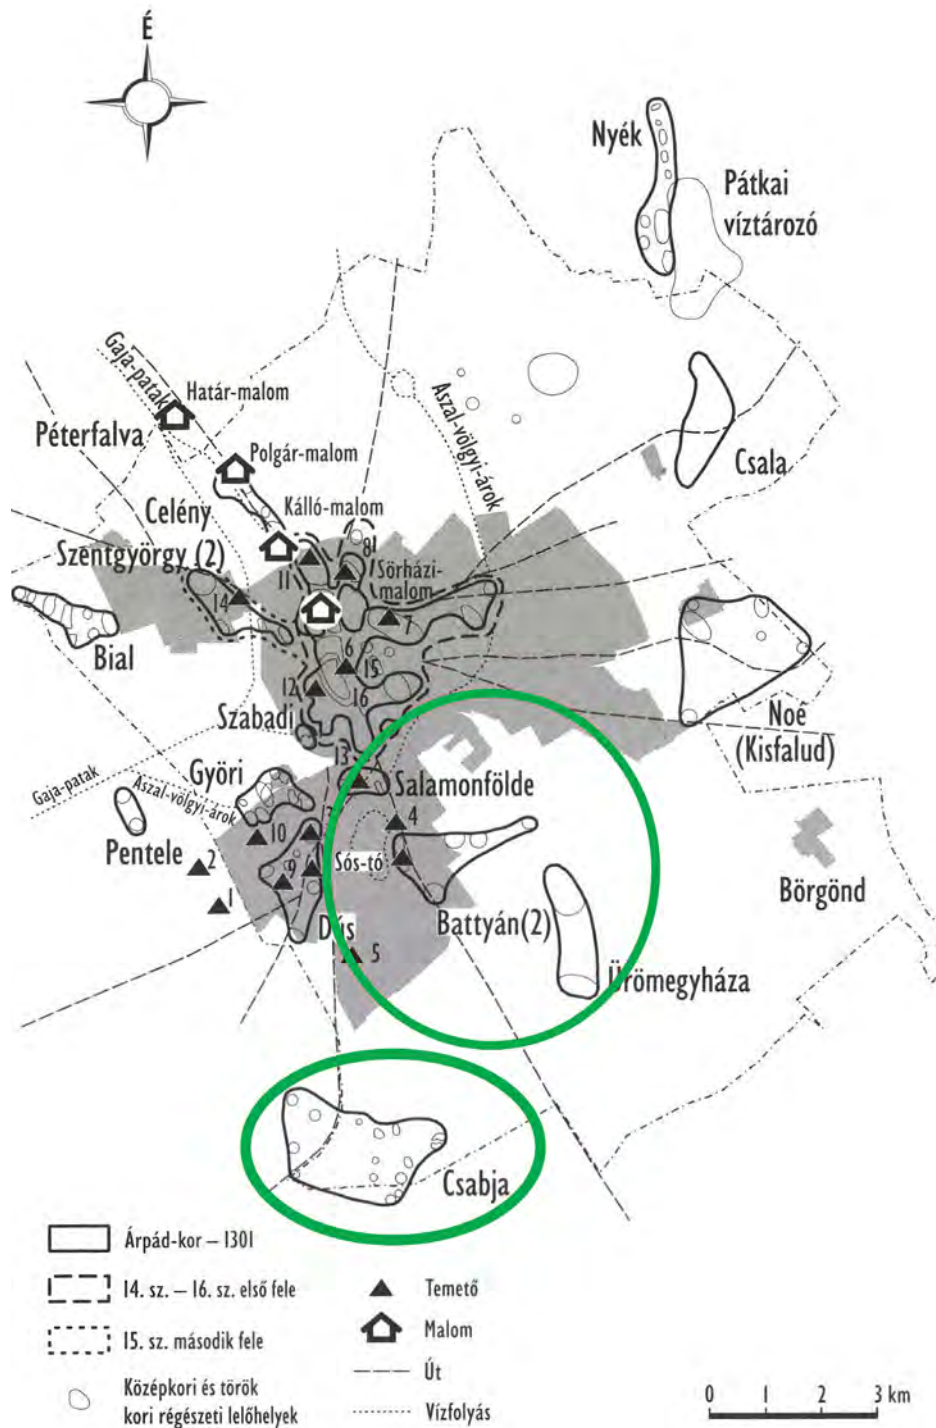 É
Nyék
Pátkai
víztározó
Gaja-patak
Határ-malom
Péterfalva
Polgár-malom
Aszal-völgyi-árok
Csala
Celény
Kálló-malom
Szentgyörgy (2)
8
11
Sörházi-
malom
14
7
Bial
6
15
12
16
Szabadi
Noé
(Kisfalud)
13
Györi
Salamonfölde
Gaja-patak
Aszal-völgyi-árok
3
4
10
Pentele
2
Sós-tó
9
1
Börgönd
Battyán(2)
Dús
5
Ürömegyháza
Csabja
Árpád-kor – 1301
14. sz. – 16. sz. első fele
15. sz. második fele
Középkori és török
kori régészeti lelőhelyek
Temető
Malom
Út
Vízfolyás
0 1 2 3 km